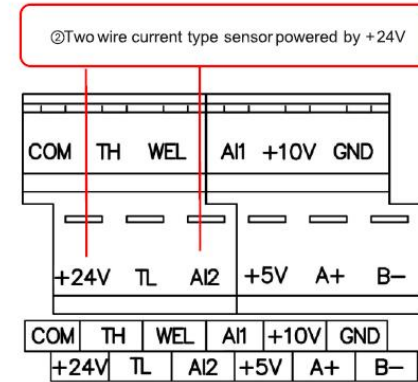 ②Two wire current type sensor powered by +24V
COM TH WEL AI1 +10V GND
+24V TL AI2 +5V A+ B−
COM TH WEL AI1 +10V GND
+24V TL AI2 +5V A+ B−